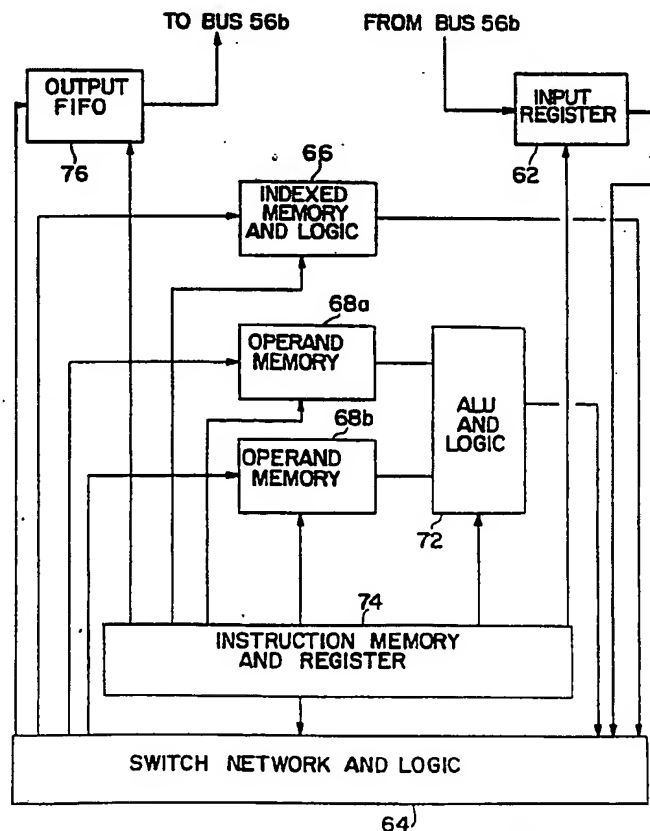 TO BUS 56b
FROM BUS 56b
OUTPUT
FIFO
76
INPUT
REGISTER
62
66
INDEXED
MEMORY
AND LOGIC
68a
OPERAND
MEMORY
68b
OPERAND
MEMORY
ALU
AND
LOGIC
72
74
INSTRUCTION MEMORY
AND REGISTER
SWITCH NETWORK AND LOGIC
64